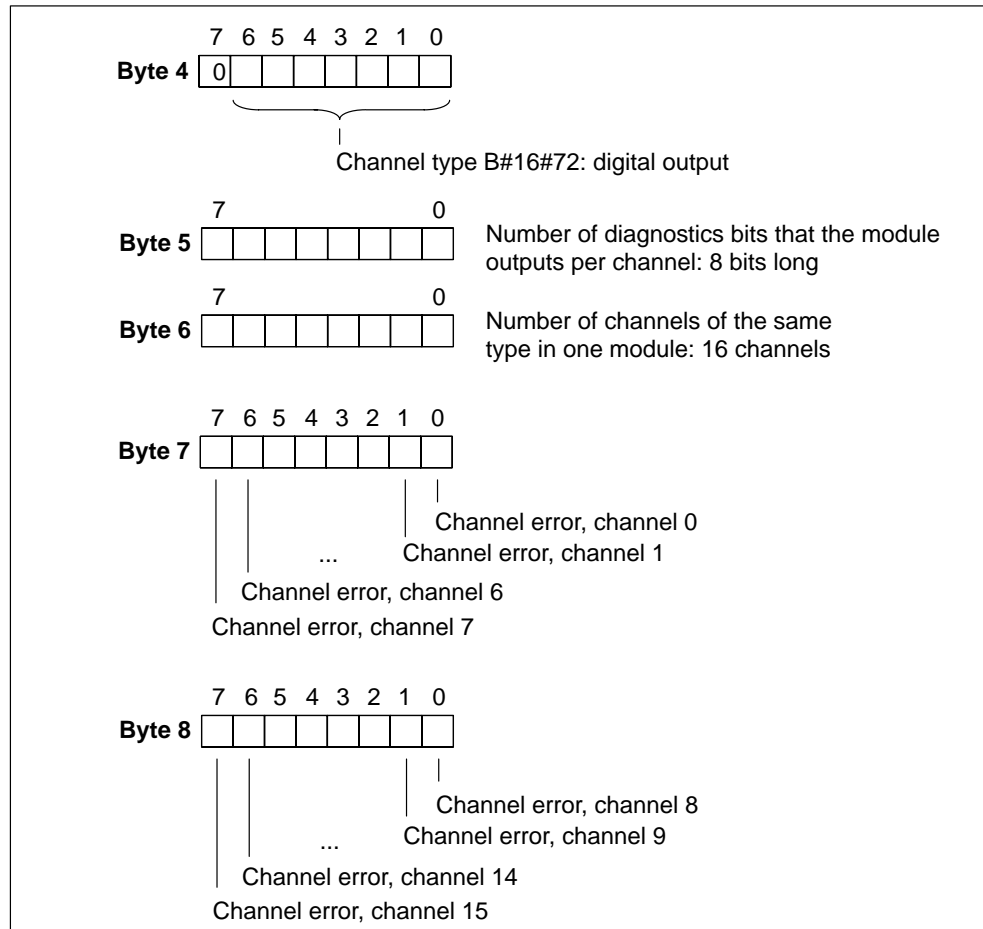 7 6 5 4 3 2 1 0
Byte 4 0
Channel type B#16#72: digital output
7 0
Byte 5
Number of diagnostics bits that the module
outputs per channel: 8 bits long
7 0
Byte 6
Number of channels of the same
type in one module: 16 channels
7 6 5 4 3 2 1 0
Byte 7
Channel error, channel 0
... Channel error, channel 1
Channel error, channel 6
Channel error, channel 7
7 6 5 4 3 2 1 0
Byte 8
Channel error, channel 8
... Channel error, channel 9
Channel error, channel 14
Channel error, channel 15